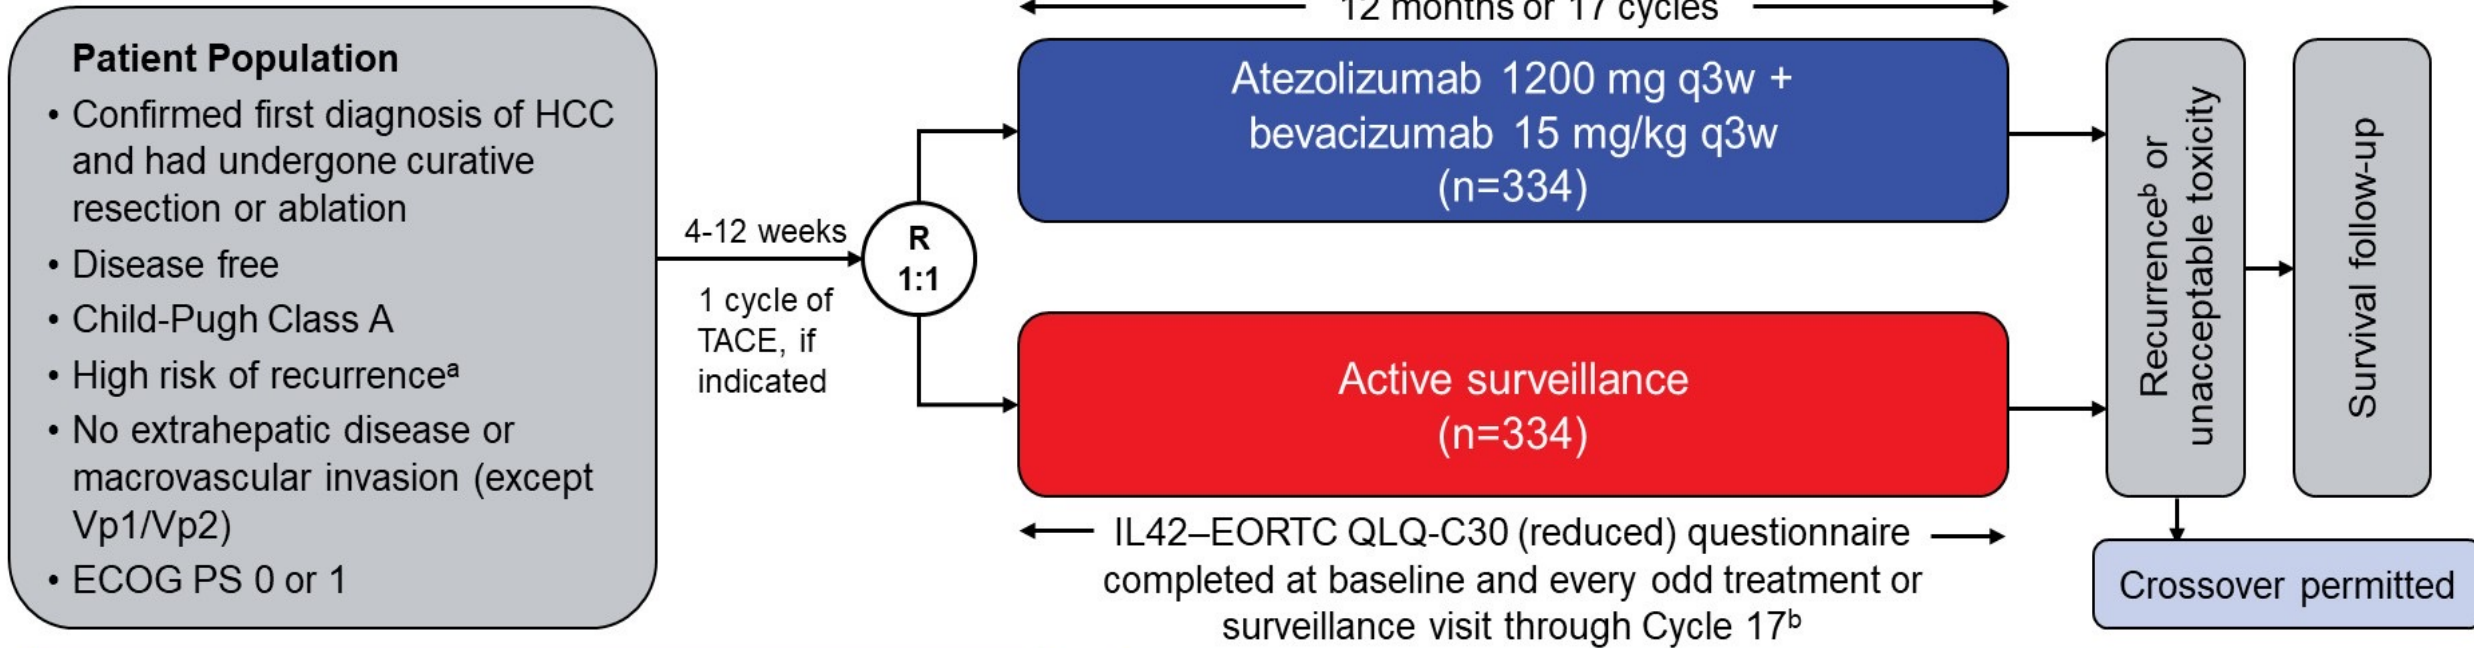 Patient Population
• Confirmed first diagnosis of HCC
and had undergone curative
resection or ablation
• Disease free
• Child-Pugh Class A
• High risk of recurrenceᵃ
• No extrahepatic disease or
macrovascular invasion (except
Vp1/Vp2)
• ECOG PS 0 or 1
4-12 weeks
1 cycle of
TACE, if
indicated
R
1:1
12 months or 17 cycles
Atezolizumab 1200 mg q3w +
bevacizumab 15 mg/kg q3w
(n=334)
Active surveillance
(n=334)
IL42–EORTC QLQ-C30 (reduced) questionnaire
completed at baseline and every odd treatment or
surveillance visit through Cycle 17ᵇ
Recurrenceᵇ or
unacceptable toxicity
Survival follow-up
Crossover permitted